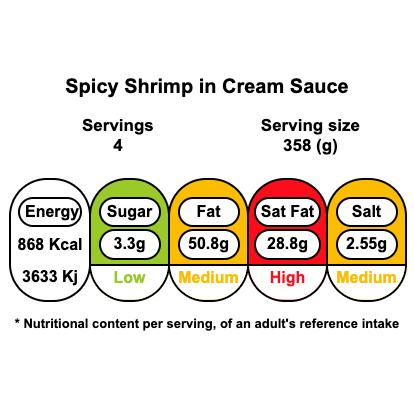 Spicy Shrimp in Cream Sauce
Servings
4
Serving size
358 (g)
Energy
868 Kcal
3633 Kj
Sugar
3.3g
Low
Fat
50.8g
Medium
Sat Fat
28.8g
High
Salt
2.55g
Medium
* Nutritional content per serving, of an adult's reference intake